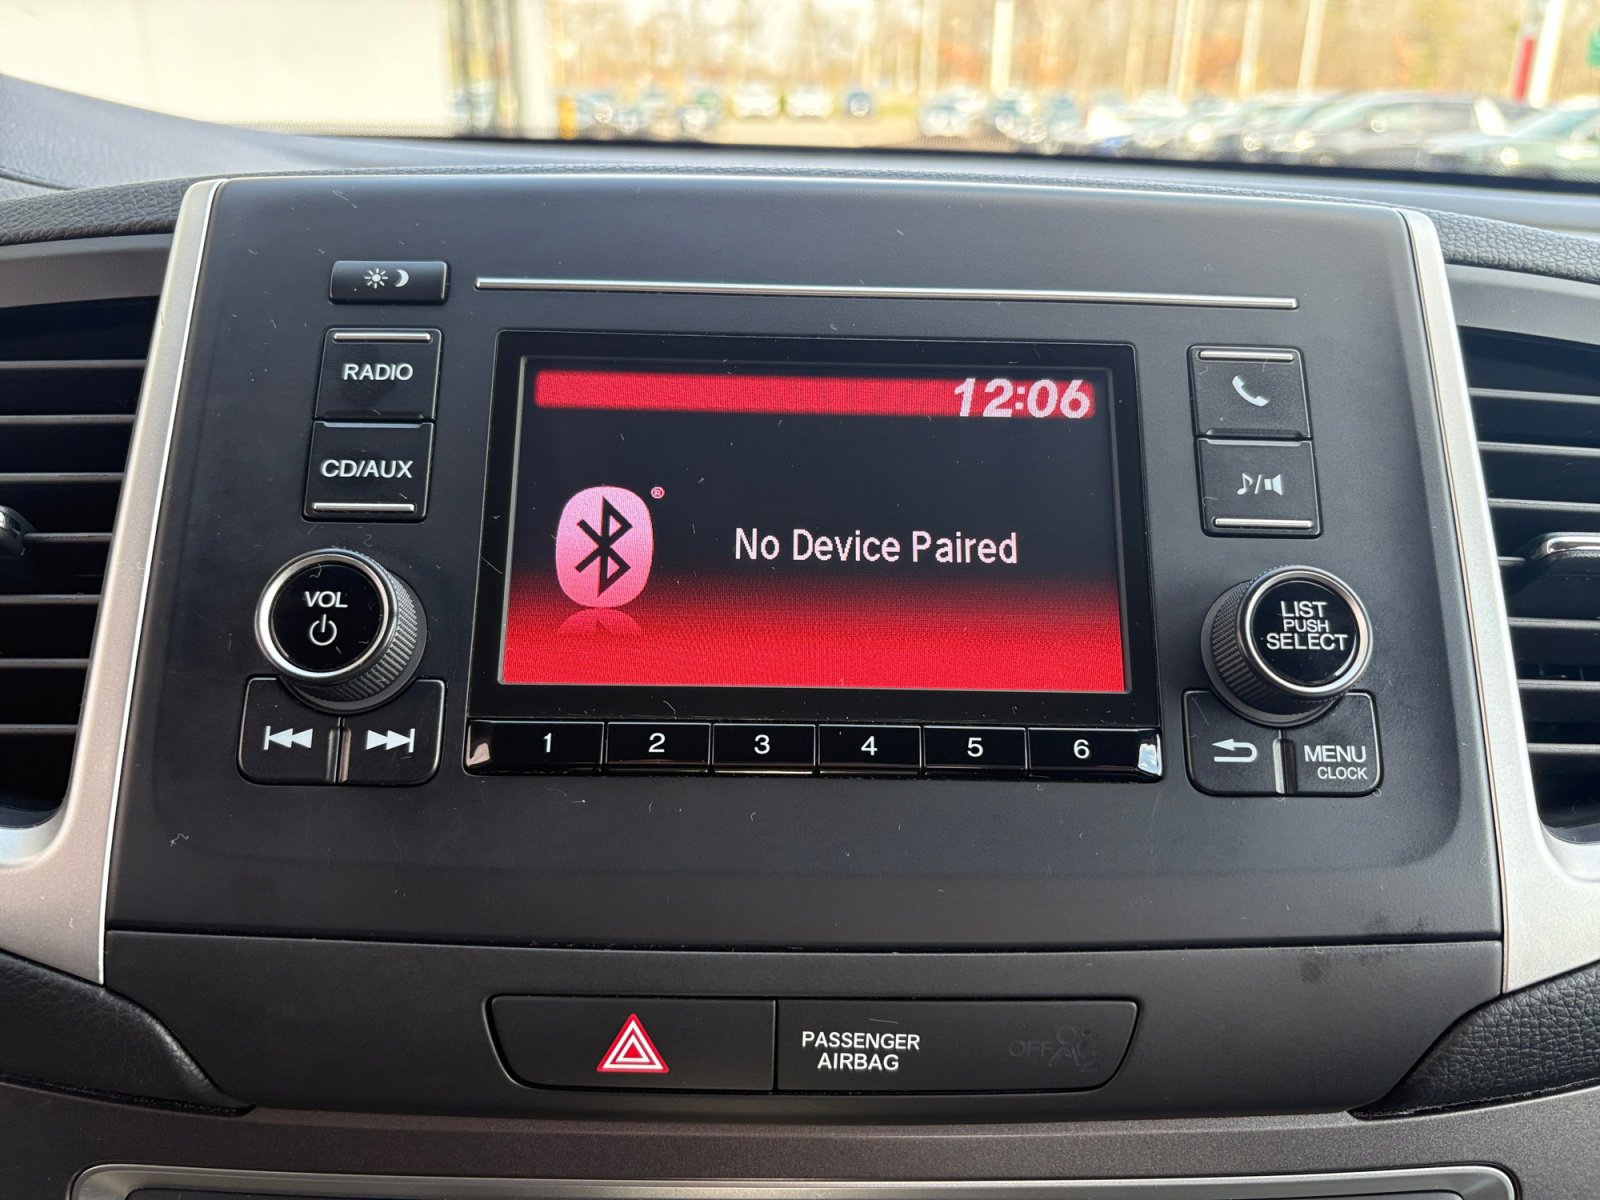 RADIO
CD/AUX
VOL
12:06
®
No Device Paired
1 2 3 4 5 6
LIST
PUSH
SELECT
MENU
CLOCK
PASSENGER
AIRBAG
OFF